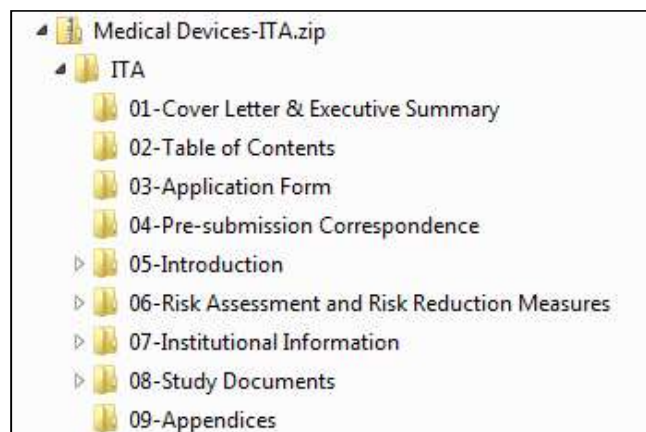 Medical Devices-ITA.zip
ITA
01-Cover Letter & Executive Summary
02-Table of Contents
03-Application Form
04-Pre-submission Correspondence
05-Introduction
06-Risk Assessment and Risk Reduction Measures
07-Institutional Information
08-Study Documents
09-Appendices